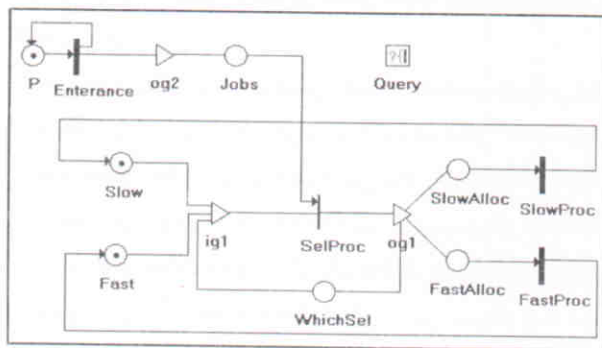 ?{}
P Enterance og2 Jobs Query
Slow SlowAlloc SlowProc
ig1 SelProc og1
Fast FastAlloc FastProc
WhichSel